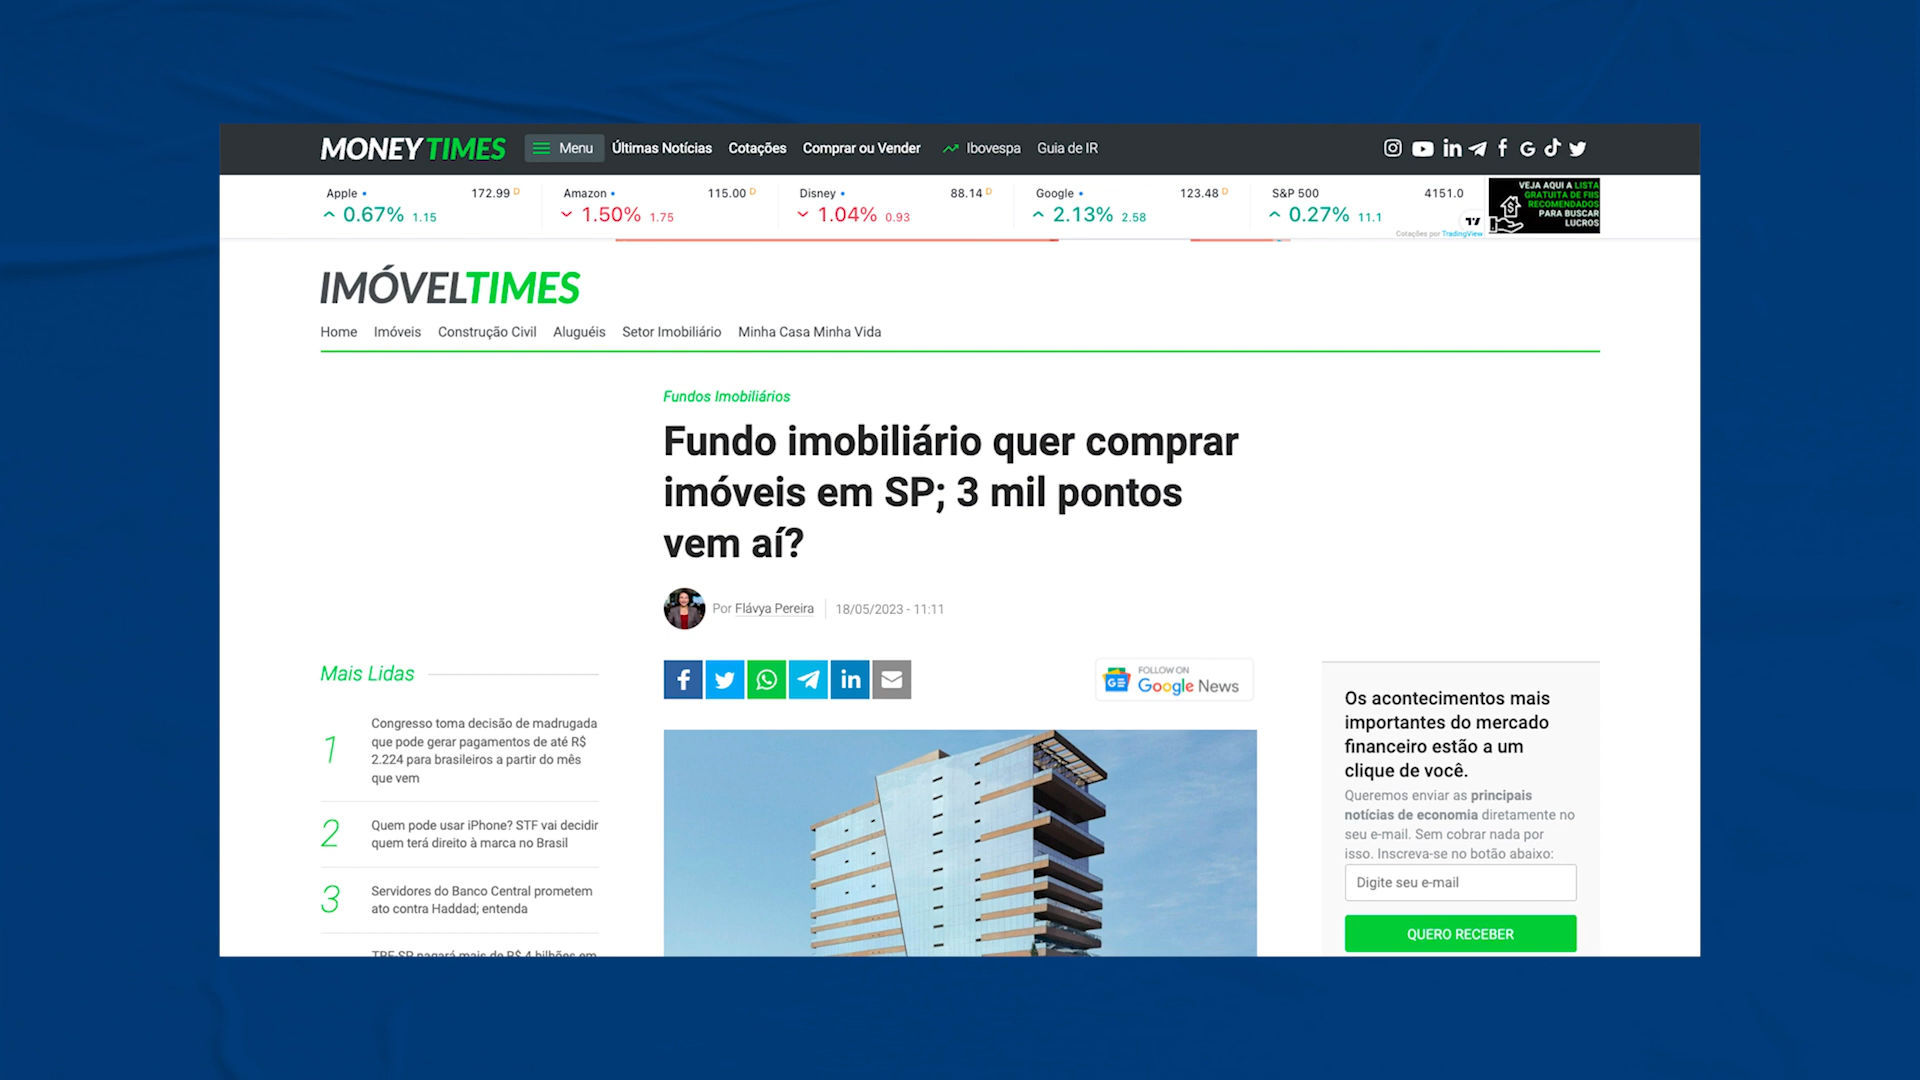 MONEY TIMES Menu Últimas Notícias Cotações Comprar ou Vender Ibovespa Guia de IR
Apple 172.99 D
0.67% 1.15
Amazon 115.00 D
1.50% 1.75
Disney 88.14 D
1.04% 0.93
Google 123.48 D
2.13% 2.58
S&P 500 4151.0
0.27% 11.1
Cotações por TradingView
VEJA AQUI A LISTA
GRATUITA DE FIIS
RECOMENDADOS
PARA BUSCAR
LUCROS
IMÓVELTIMES
Home Imóveis Construção Civil Aluguéis Setor Imobiliário Minha Casa Minha Vida
Fundos Imobiliários
Fundo imobiliário quer comprar
imóveis em SP; 3 mil pontos
vem aí?
Por Flávya Pereira 18/05/2023 - 11:11
FOLLOW ON
Google News
Mais Lidas
1
Congresso toma decisão de madrugada
que pode gerar pagamentos de até R$
2.224 para brasileiros a partir do mês
que vem
2
Quem pode usar iPhone? STF vai decidir
quem terá direito à marca no Brasil
3
Servidores do Banco Central prometem
ato contra Haddad; entenda
pagará mais de R$ 4 bilhões em
Os acontecimentos mais
importantes do mercado
financeiro estão a um
clique de você.
Queremos enviar as principais
notícias de economia diretamente no
seu e-mail. Sem cobrar nada por
isso. Inscreva-se no botão abaixo:
Digite seu e-mail
QUERO RECEBER